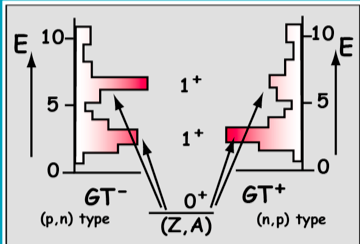 E 10 10 E
1⁺
5 5
1⁺
0 0
GT⁻ 0⁺ GT⁺
(p,n) type (Z,A) (n,p) type